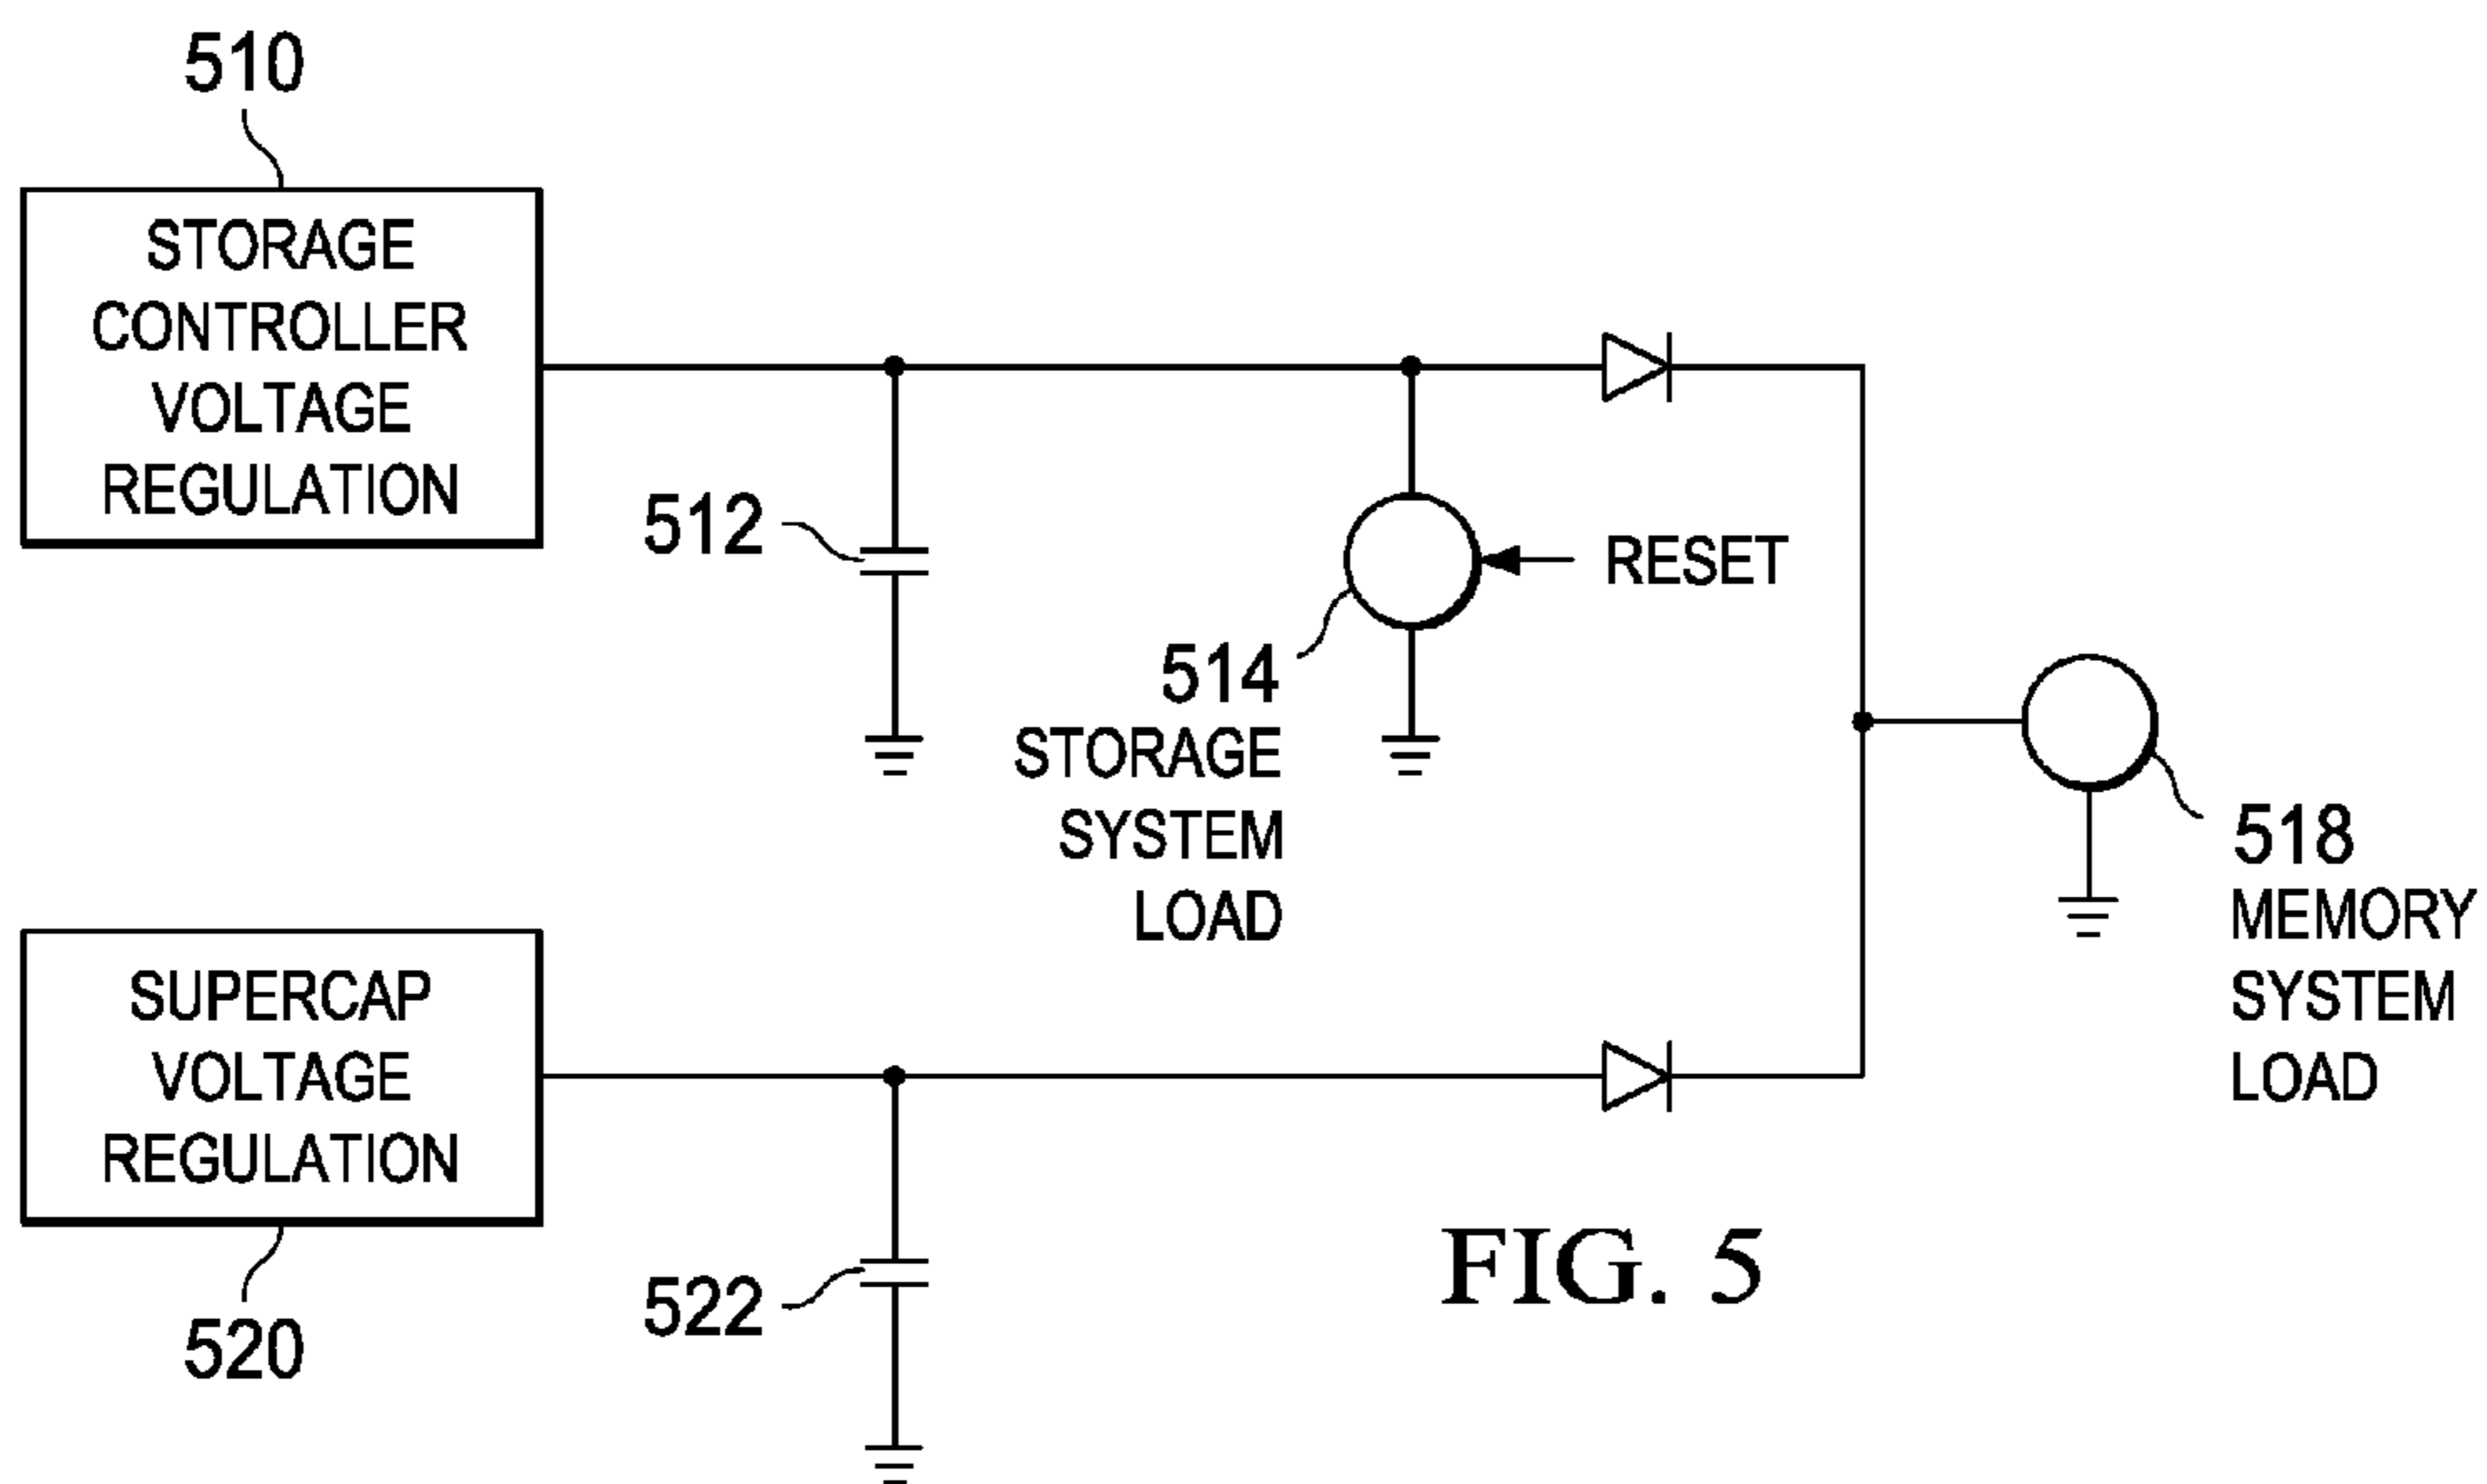 510
STORAGE
CONTROLLER
VOLTAGE
REGULATION
512
RESET
514
STORAGE
SYSTEM
LOAD
518
MEMORY
SYSTEM
LOAD
SUPERCAP
VOLTAGE
REGULATION
520
522
FIG. 5